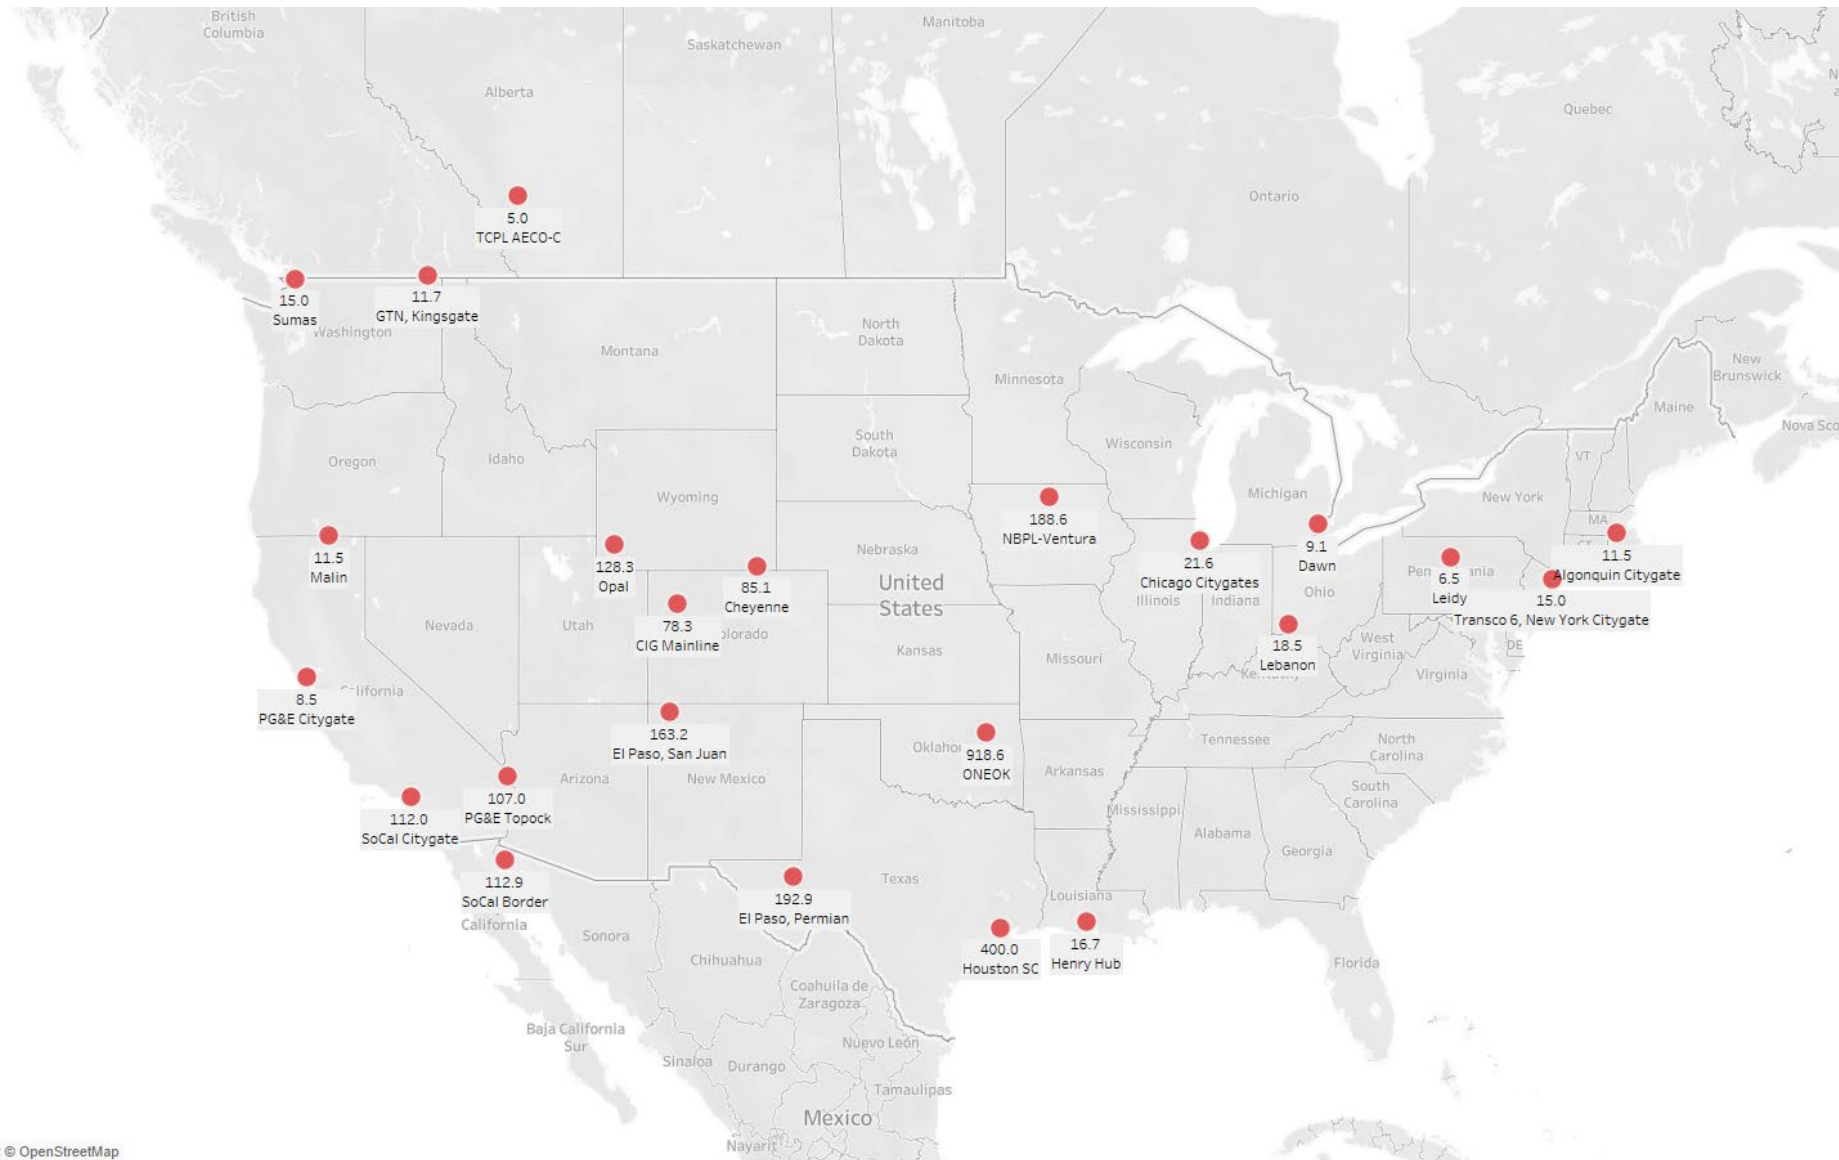 British
Columbia
Manitoba
Saskatchewan
Alberta
Quebec
Ontario
5.0
TCPL AECO-C
15.0
Sumas
11.7
GTN, Kingsgate
Washington
Montana
North
Dakota
Minnesota
New
Brunswick
Maine
Nova Sco
Oregon
Idaho
South
Dakota
Wisconsin
VT
Wyoming
Michigan
New York
MA
188.6
NBPL-Ventura
11.5
Malin
128.3
Opal
85.1
Cheyenne
Nebraska
United
States
21.6
Chicago Citygates
Illinois
Indiana
9.1
Dawn
Ohio
6.5
Leidy
11.5
Algonquin Citygate
15.0
Transco 6, New York Citygate
Nevada
Utah
78.3
CIG Mainline
olorado
Kansas
Missouri
18.5
Lebanon
West
Virginia
DE
Virginia
8.5
PG&E Citygate
California
163.2
El Paso, San Juan
918.6
ONEOK
Tennessee
North
Carolina
Arizona
New Mexico
Arkansas
South
Carolina
107.0
PG&E Topock
112.0
SoCal Citygate
Mississippi
Alabama
Georgia
112.9
SoCal Border
California
192.9
El Paso, Permian
Texas
Louisiana
Sonora
Chihuahua
400.0
Houston SC
16.7
Henry Hub
Florida
Coahuila de
Zaragoza
Baja California
Sur
Nuevo León
Sinaloa
Durango
Tamaulipas
Mexico
Nayarit
© OpenStreetMap